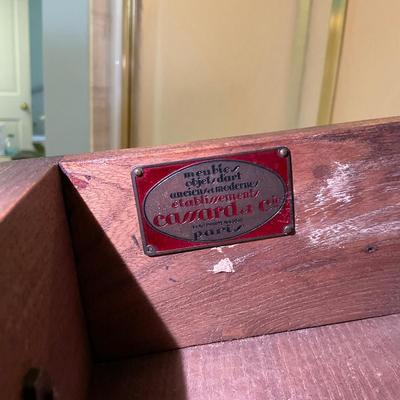 meubles
objets d'art
anciens & modernes
établissements
cassard & cie
paris